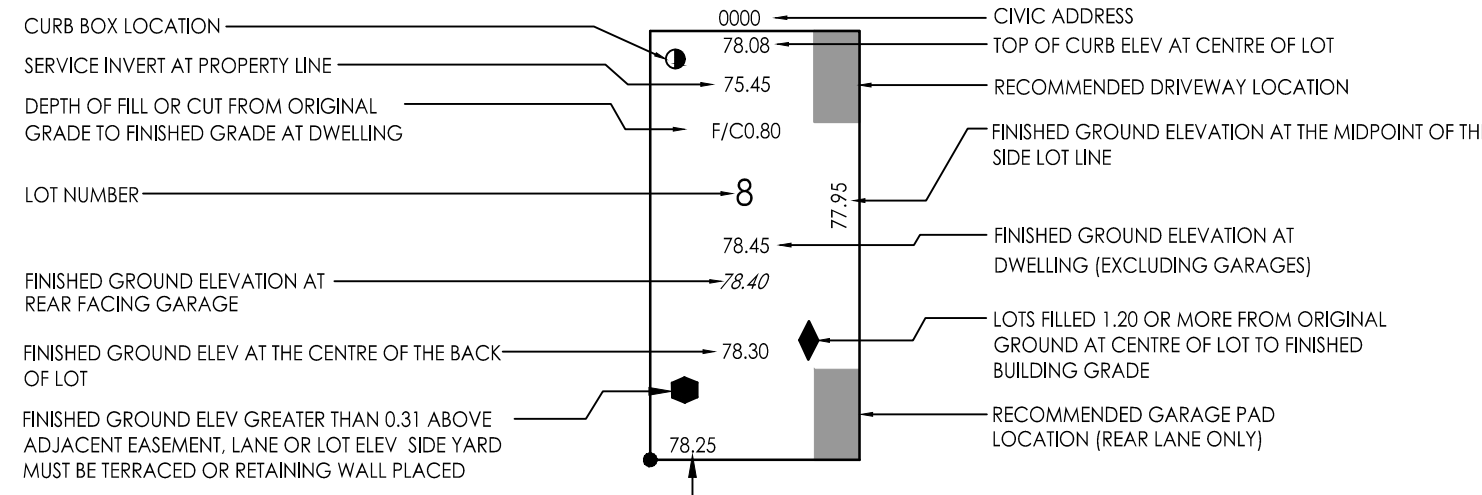 CURB BOX LOCATION
SERVICE INVERT AT PROPERTY LINE
DEPTH OF FILL OR CUT FROM ORIGINAL
GRADE TO FINISHED GRADE AT DWELLING
LOT NUMBER
FINISHED GROUND ELEVATION AT
REAR FACING GARAGE
FINISHED GROUND ELEV AT THE CENTRE OF THE BACK
OF LOT
FINISHED GROUND ELEV GREATER THAN 0.31 ABOVE
ADJACENT EASEMENT, LANE OR LOT ELEV SIDE YARD
MUST BE TERRACED OR RETAINING WALL PLACED
0000
78.08
75.45
F/C0.80
8
77.95
78.45
78.40
78.30
78.25
CIVIC ADDRESS
TOP OF CURB ELEV AT CENTRE OF LOT
RECOMMENDED DRIVEWAY LOCATION
FINISHED GROUND ELEVATION AT THE MIDPOINT OF TH
SIDE LOT LINE
FINISHED GROUND ELEVATION AT
DWELLING (EXCLUDING GARAGES)
LOTS FILLED 1.20 OR MORE FROM ORIGINAL
GROUND AT CENTRE OF LOT TO FINISHED
BUILDING GRADE
RECOMMENDED GARAGE PAD
LOCATION (REAR LANE ONLY)